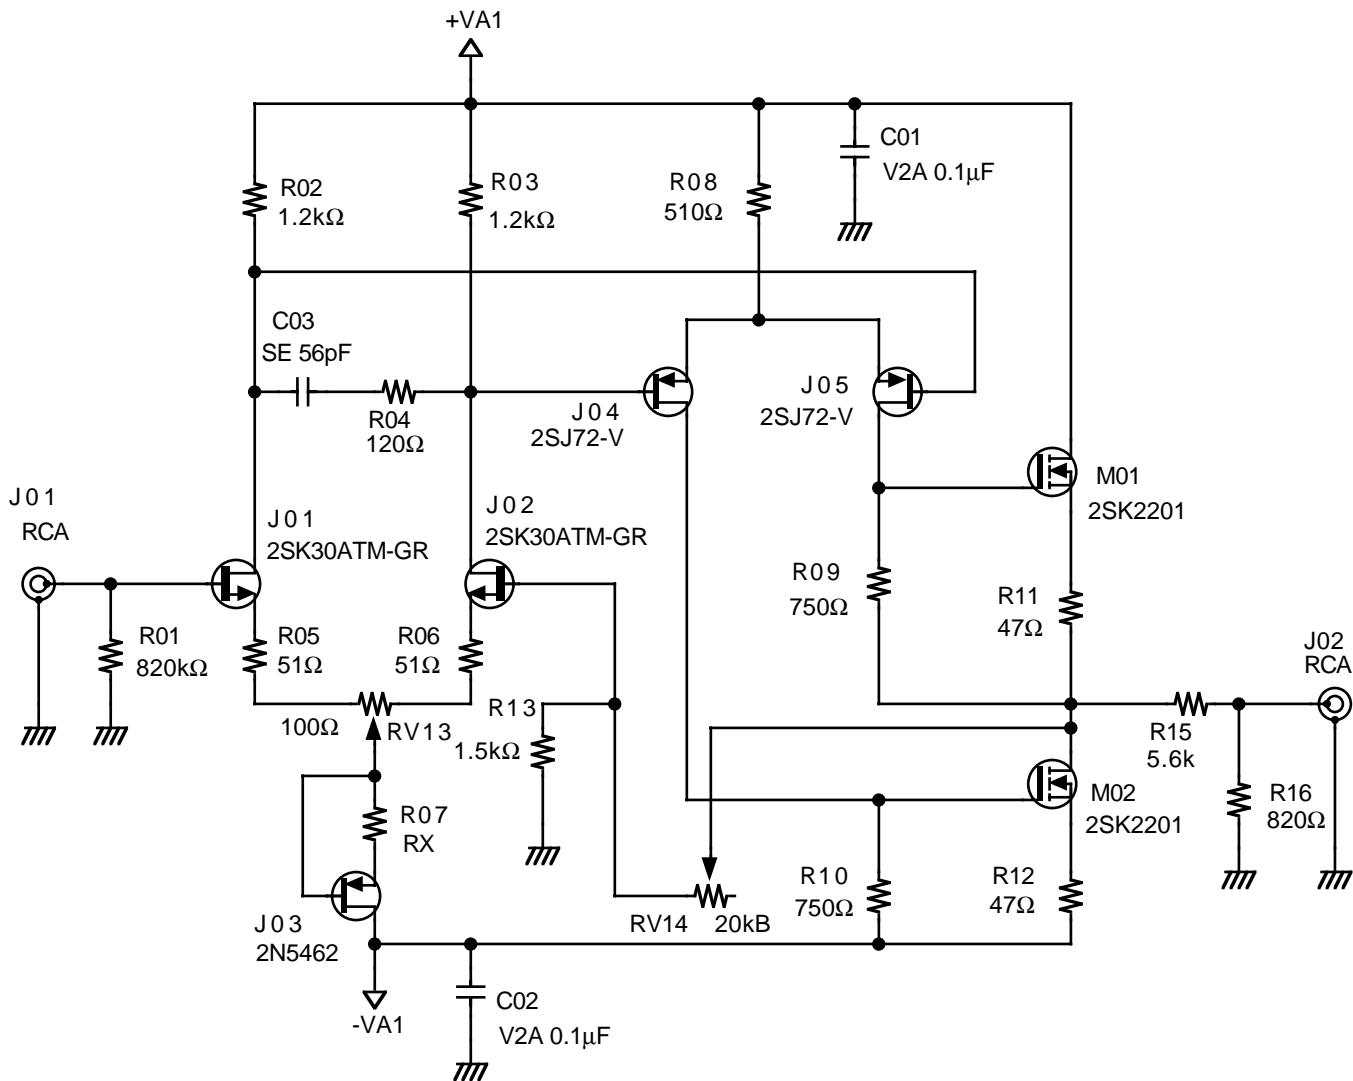 +VA1
C01
V2A 0.1μF
R02
1.2kΩ
R03
1.2kΩ
R08
510Ω
C03
SE 56pF
R04
120Ω
J04
2SJ72-V
J05
2SJ72-V
M01
2SK2201
J01
RCA
J01
2SK30ATM-GR
J02
2SK30ATM-GR
R09
750Ω
R11
47Ω
R01
820kΩ
R05
51Ω
R06
51Ω
J02
RCA
100Ω
RV13
R13
1.5kΩ
R15
5.6k
R07
RX
M02
2SK2201
R16
820Ω
R10
750Ω
R12
47Ω
RV14
20kB
J03
2N5462
-VA1
C02
V2A 0.1μF